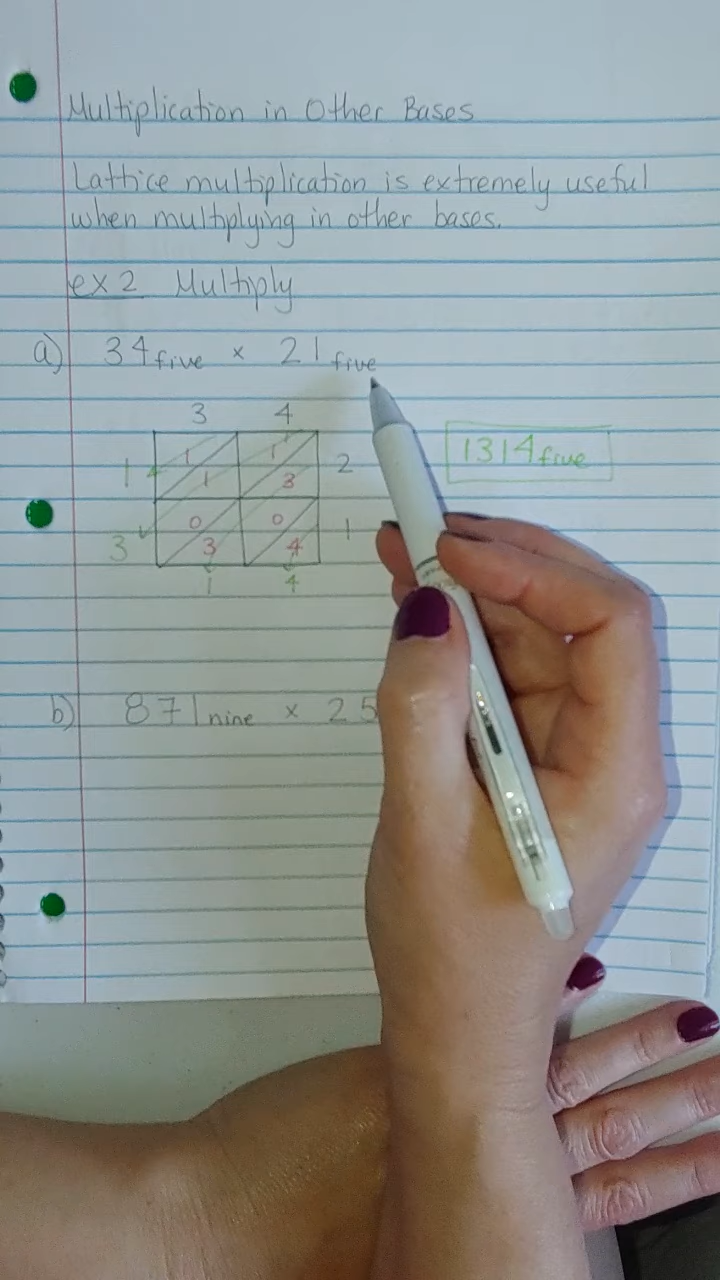 Multiplication in Other Bases
Lattice multiplication is extremely useful
when multiplying in other bases.
ex 2 Multiply
a) 34five × 21five
3 4
1 1 1 2 1314five
1 3
3 0 0 1
3 4
1 4
b) 871nine × 25